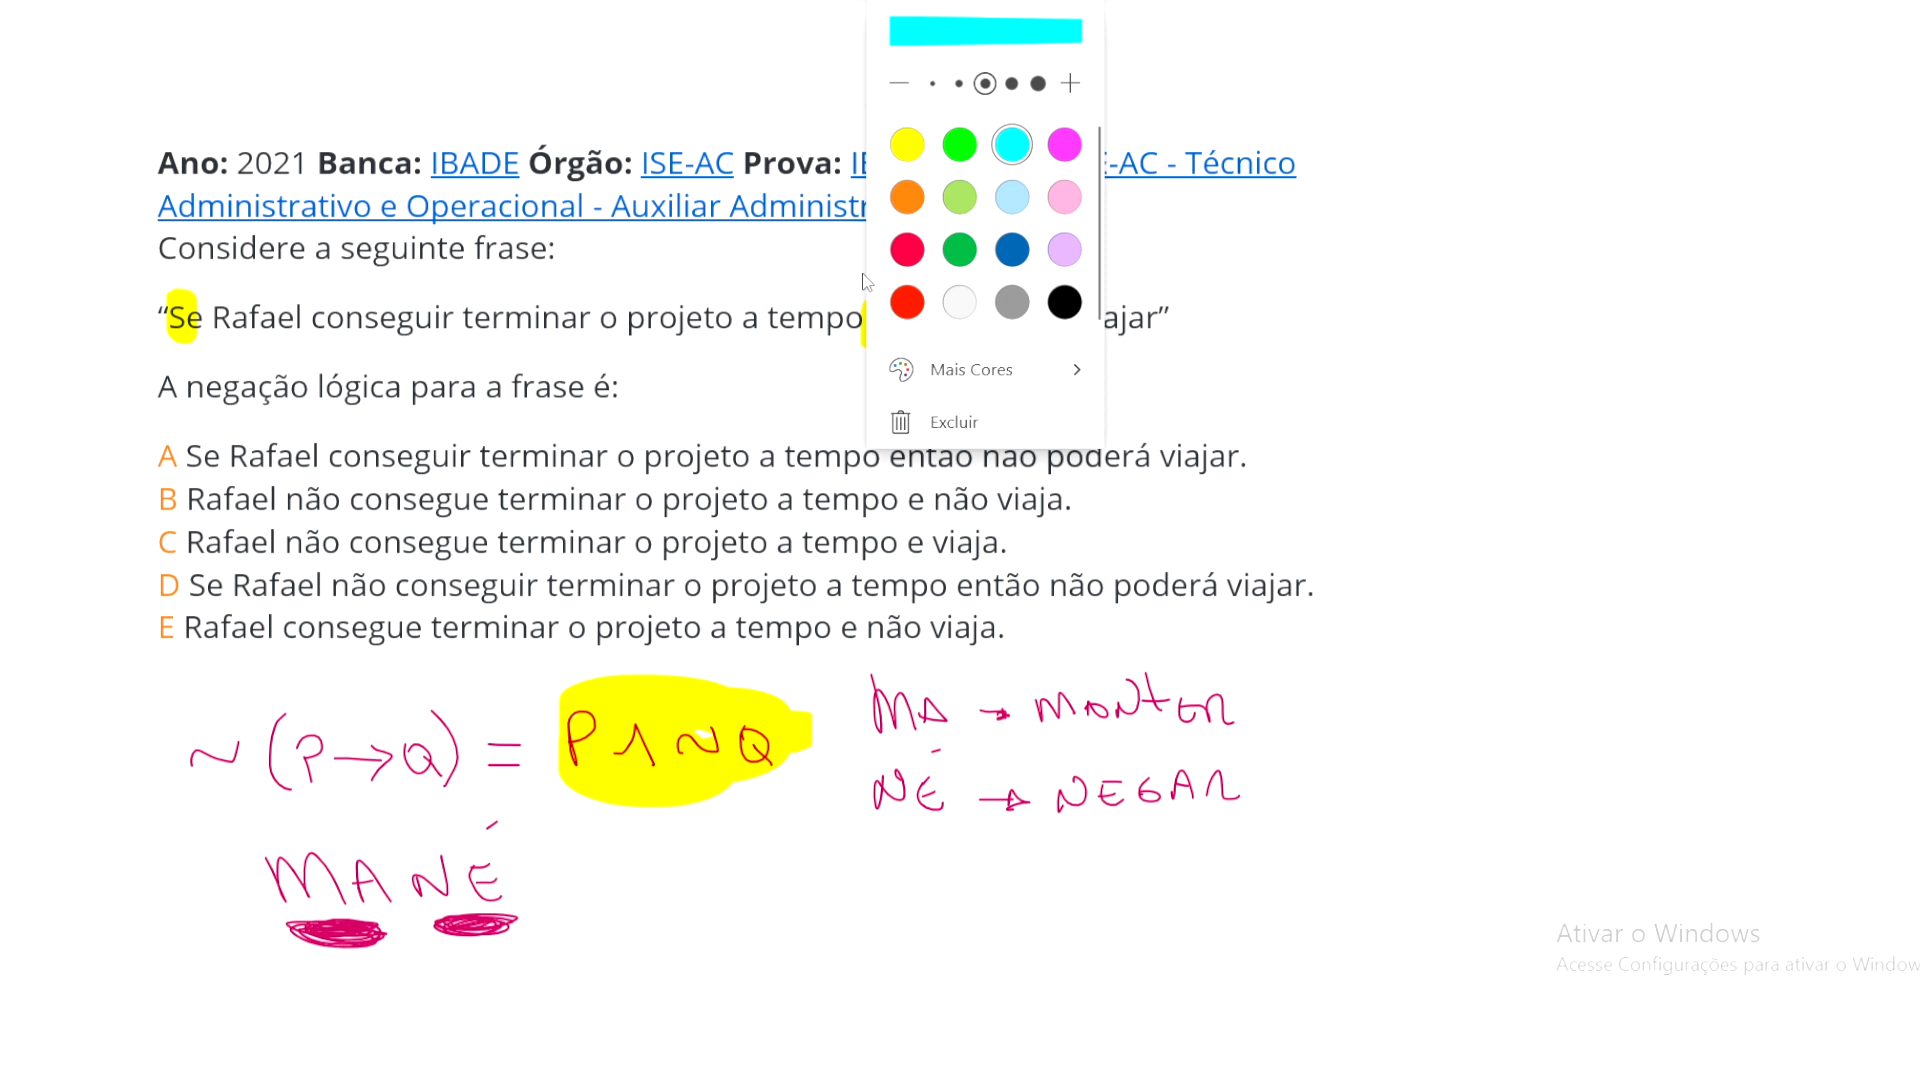 Ano: 2021 Banca: IBADE Órgão: ISE-AC Prova: -AC - Técnico
Administrativo e Operacional - Auxiliar
Considere a seguinte frase:
“Se Rafael conseguir terminar o projeto a tempo ajar”
A negação lógica para a frase é:
Mais Cores
Excluir
A Se Rafael conseguir terminar o projeto a tempo então não poderá viajar.
B Rafael não consegue terminar o projeto a tempo e não viaja.
C Rafael não consegue terminar o projeto a tempo e viaja.
D Se Rafael não conseguir terminar o projeto a tempo então não poderá viajar.
E Rafael consegue terminar o projeto a tempo e não viaja.
~(P→Q) = P∧~Q
MA → MANTER
NÉ → NEGAR
MANÉ
Ativar o Windows
Acesse Configurações para ativar o Window